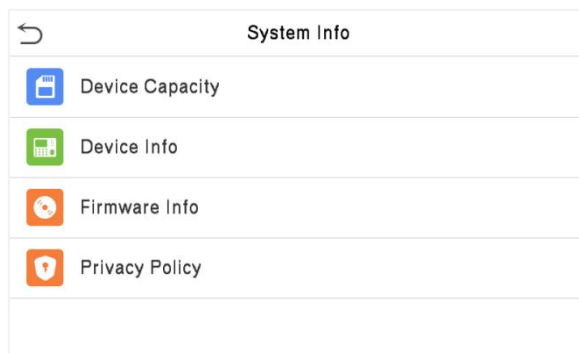 System Info
Device Capacity
Device Info
Firmware Info
Privacy Policy